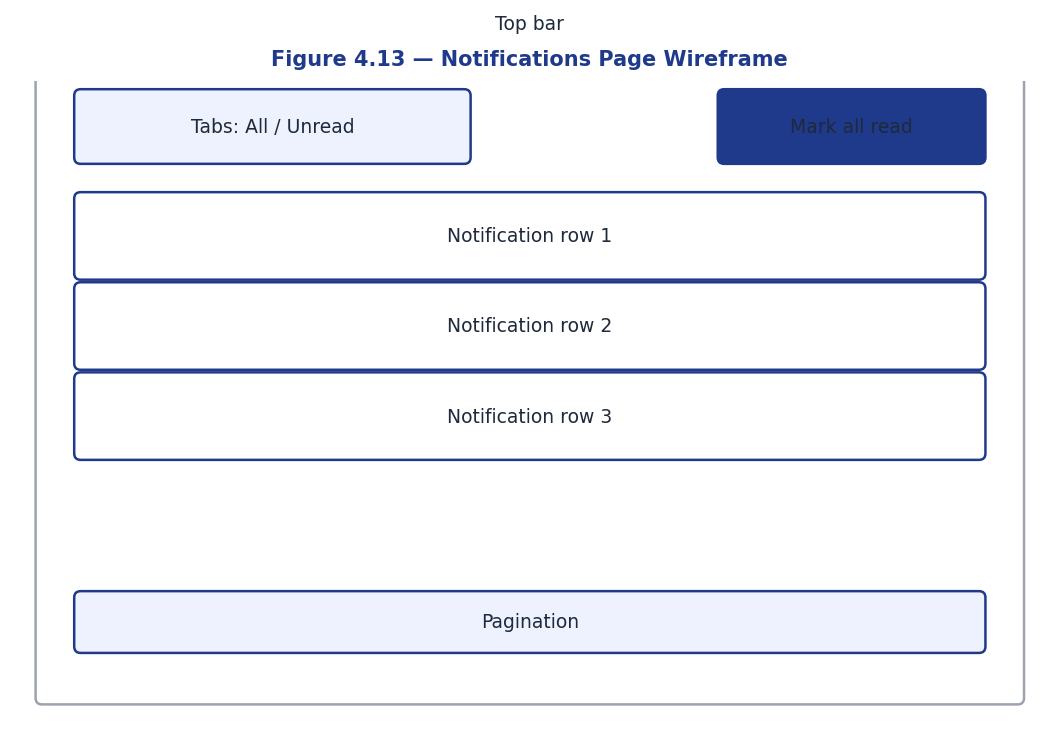 Top bar
Figure 4.13 — Notifications Page Wireframe
Tabs: All / Unread
Mark all read
Notification row 1
Notification row 2
Notification row 3
Pagination